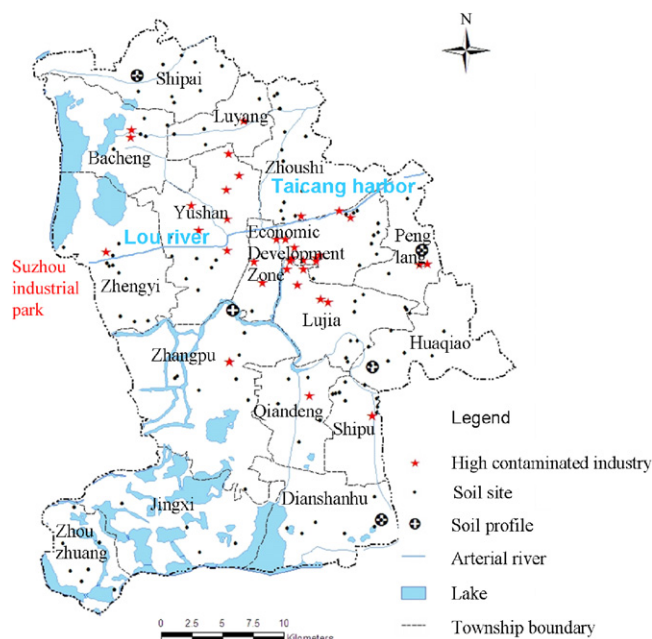 N
Shipai
Luyang
Bacheng
Zhoushi
Taicang harbor
Yushan
Lou river
Economic
Development
Zone
Peng
lang
Suzhou
industrial
park
Zhengyi
Lujia
Huaqiao
Zhangpu
Qiandeng
Shipu
Legend
High contaminated industry
Soil site
Soil profile
Arterial river
Lake
Township boundary
Dianshanhu
Jingxi
Zhou
zhuang
0 2.5 5 7.5 10
Kilometers